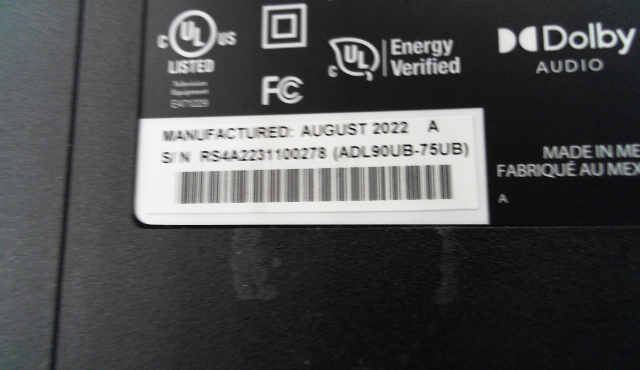 c UL US
LISTED
Television
Equipment
E471229
FC
c UL Energy
Verified
Dolby
AUDIO
MANUFACTURED: AUGUST 2022 A
S/N RS4A2231100278 (ADL90UB-75UB)
MADE IN ME
FABRIQUÉ AU MEX
A